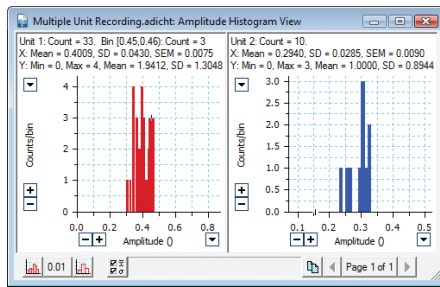 Multiple Unit Recording.adicht: Amplitude Histogram View
Unit 1: Count = 33. Bin [0.45,0.46): Count = 3
X: Mean = 0.4009, SD = 0.0430, SEM = 0.0075
Y: Min = 0, Max = 4, Mean = 1.9412, SD = 1.3048
4
3
2
1
0
Counts/bin
0.0 0.2 0.4 0.6 0.8
Amplitude ()
Unit 2: Count = 10.
X: Mean = 0.2940, SD = 0.0285, SEM = 0.0090
Y: Min = 0, Max = 3, Mean = 1.0000, SD = 0.8944
3.0
2.5
2.0
1.5
1.0
0.5
0.0
Counts/bin
0.1 0.2 0.3 0.4 0.5
Amplitude ()
0.01
Page 1 of 1